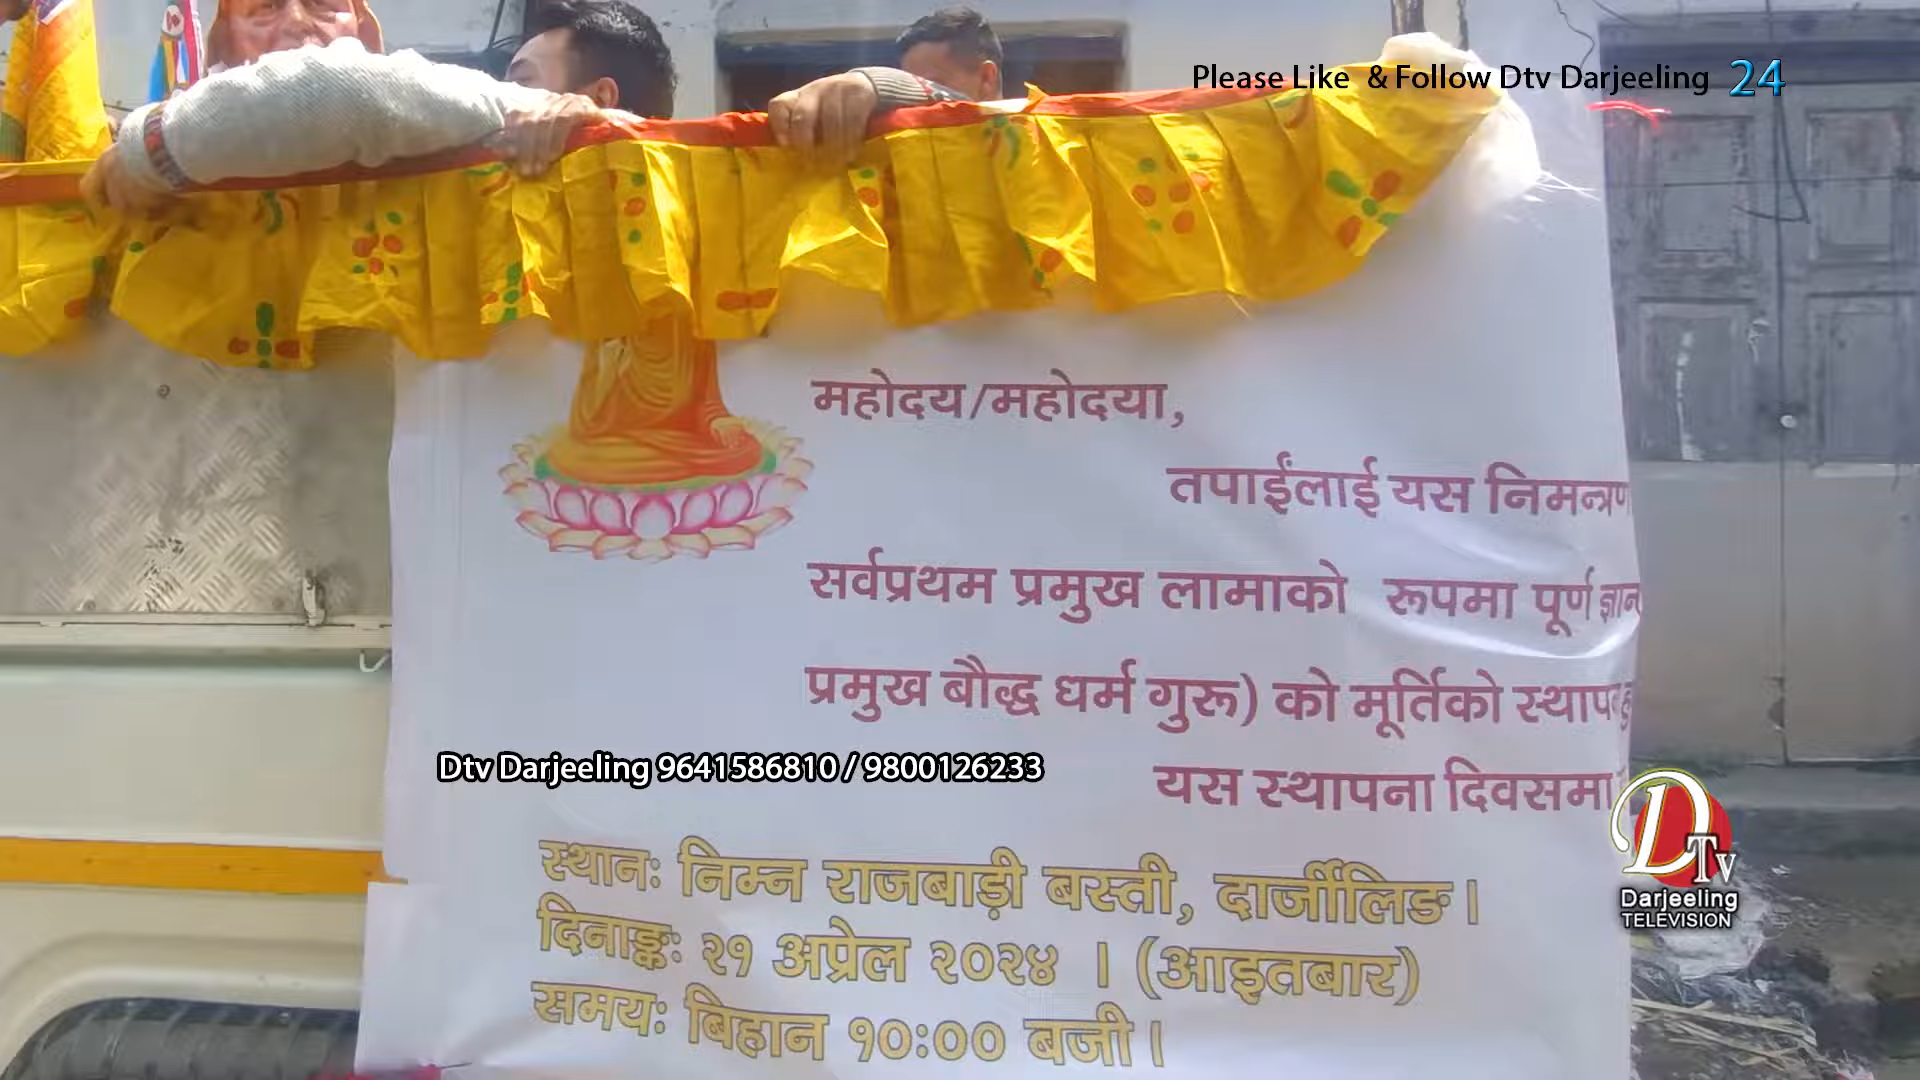 Please Like & Follow Dtv Darjeeling 24
महोदय/महोदया,
तपाईंलाई यस निमन्त्रण
सर्वप्रथम प्रमुख लामाको रूपमा पूर्ण ज्ञान
प्रमुख बौद्ध धर्म गुरू) को मूर्तिको
Dtv Darjeeling 9641586810 / 9800126233
यस स्थापना दिवसमा
DTv
Darjeeling
TELEVISION
स्थानः निम्न राजबाड़ी बस्ती, दार्जीलिङ।
दिनाङ्कः २१ अप्रेल २०२४ । (आइतबार)
समयः बिहान १०:०० बजी।